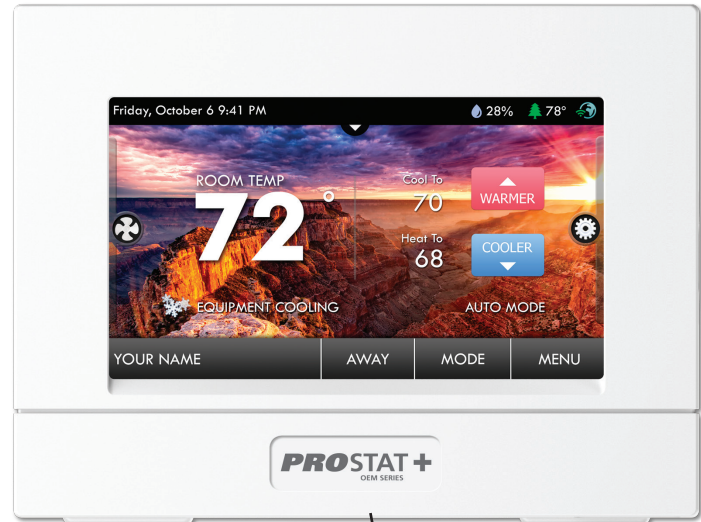 Friday, October 6 9:41 PM
28%
78°
ROOM TEMP
72°
Cool To
70
WARMER
Heat To
68
COOLER
EQUIPMENT COOLING
AUTO MODE
YOUR NAME
AWAY
MODE
MENU
PROSTAT+
OEM SERIES